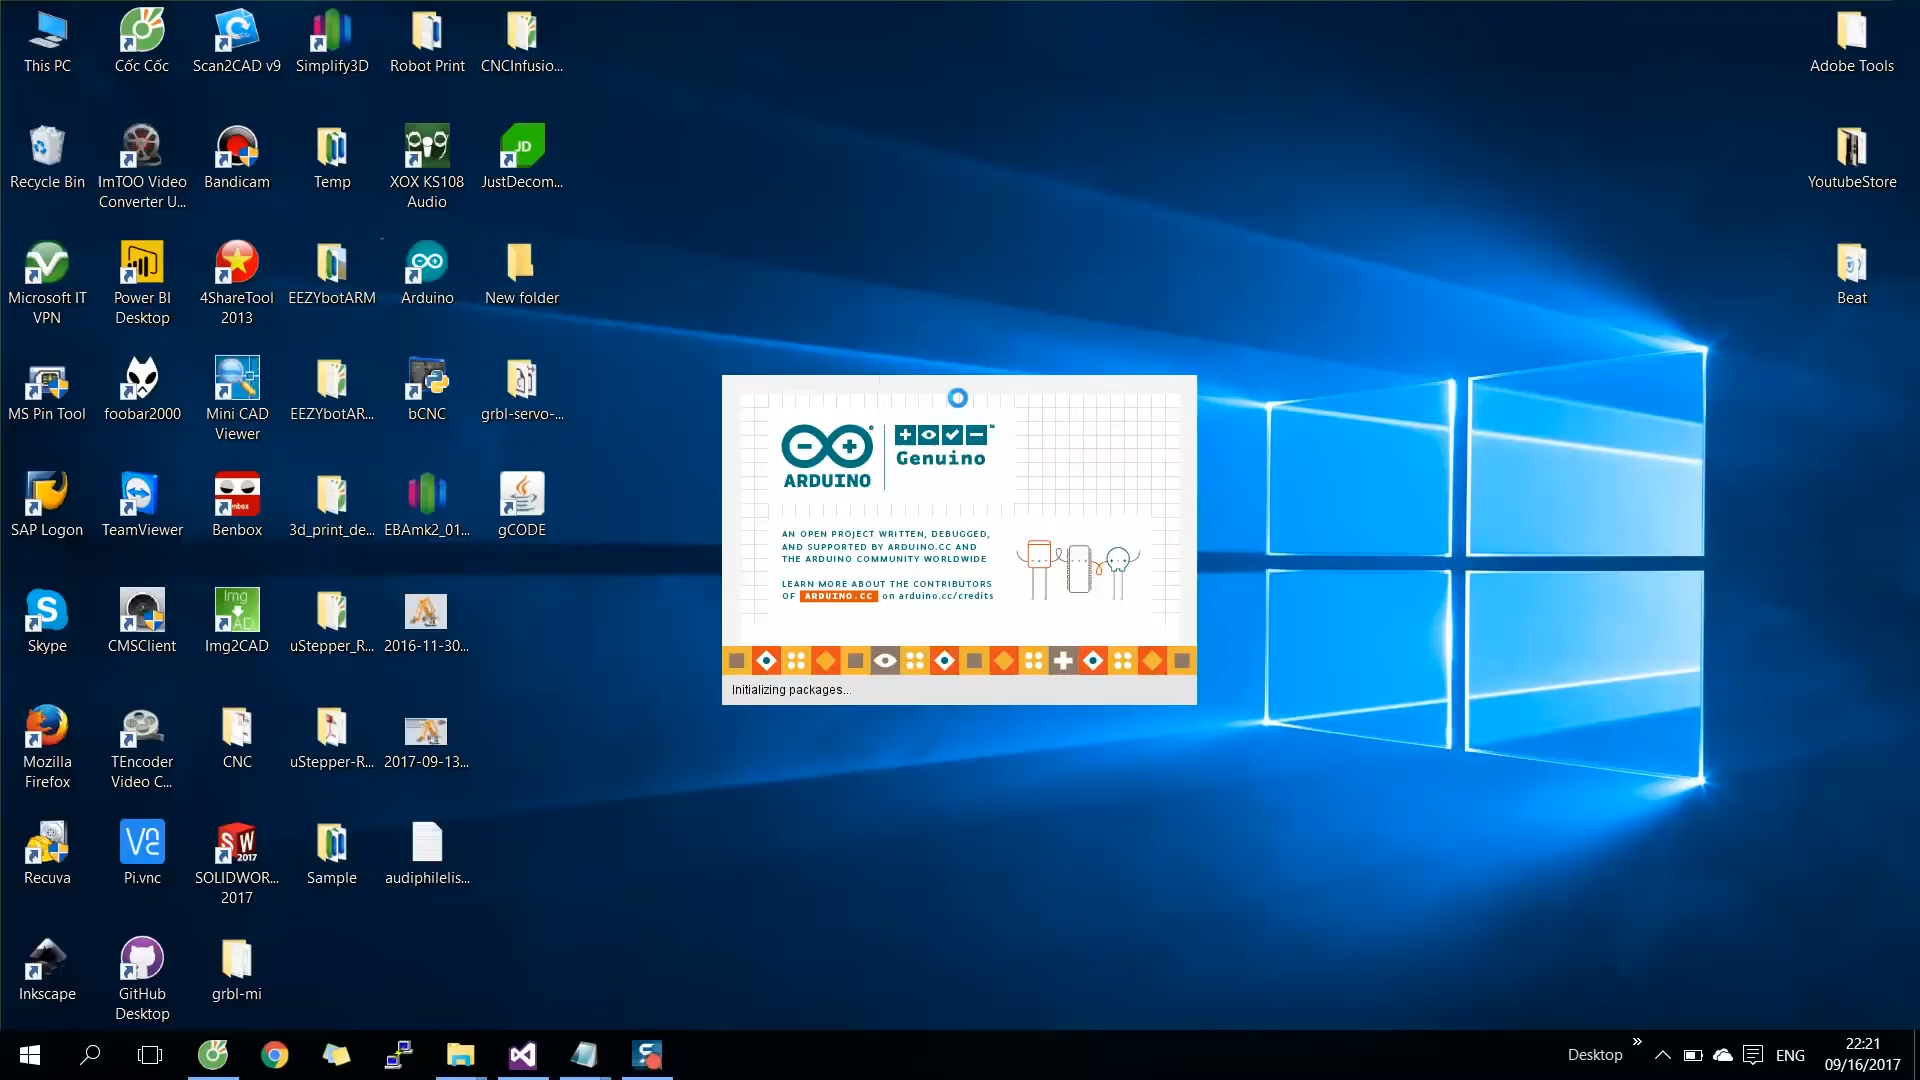 This PC
Cốc Cốc
Scan2CAD v9
Simplify3D
Robot Print
CNCInfusio...
Adobe Tools
Recycle Bin
ImTOO Video
Converter U...
Bandicam
Temp
XOX KS108
Audio
JD
JustDecom...
YoutubeStore
Microsoft IT
VPN
Power BI
Desktop
4ShareTool
2013
EEZYbotARM
Arduino
New folder
Beat
MS Pin Tool
foobar2000
Mini CAD
Viewer
EEZYbotAR...
bCNC
grbl-servo-...
SAP Logon
TeamViewer
Benbox
3d_print_de...
EBAmk2_01...
gCODE
Skype
CMSClient
Img2CAD
uStepper_R...
2016-11-30...
Mozilla
Firefox
TEncoder
Video C...
CNC
uStepper-R...
2017-09-13...
Recuva
Pi.vnc
SOLIDWOR...
2017
Sample
audiphilelis...
Inkscape
GitHub
Desktop
grbl-mi
ARDUINO
Genuino
AN OPEN PROJECT WRITTEN, DEBUGGED,
AND SUPPORTED BY ARDUINO.CC AND
THE ARDUINO COMMUNITY WORLDWIDE
LEARN MORE ABOUT THE CONTRIBUTORS
OF ARDUINO.CC on arduino.cc/credits
Initializing packages...
Desktop
ENG
22:21
09/16/2017